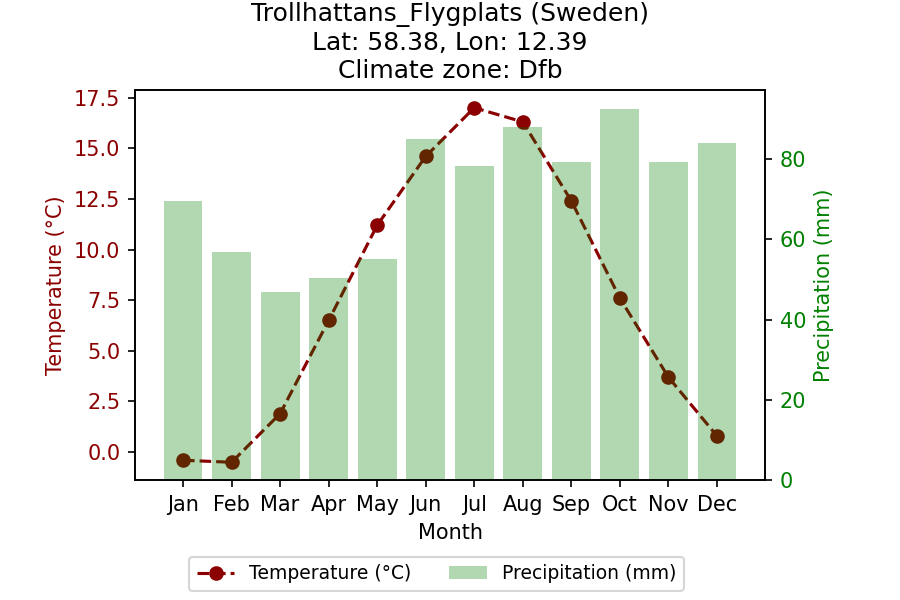 Trollhattans_Flygplats (Sweden)
Lat: 58.38, Lon: 12.39
Climate zone: Dfb
17.5
15.0
12.5
10.0
7.5
5.0
2.5
0.0
Temperature (°C)
80
60
40
20
0
Precipitation (mm)
Jan Feb Mar Apr May Jun Jul Aug Sep Oct Nov Dec
Month
Temperature (°C) Precipitation (mm)